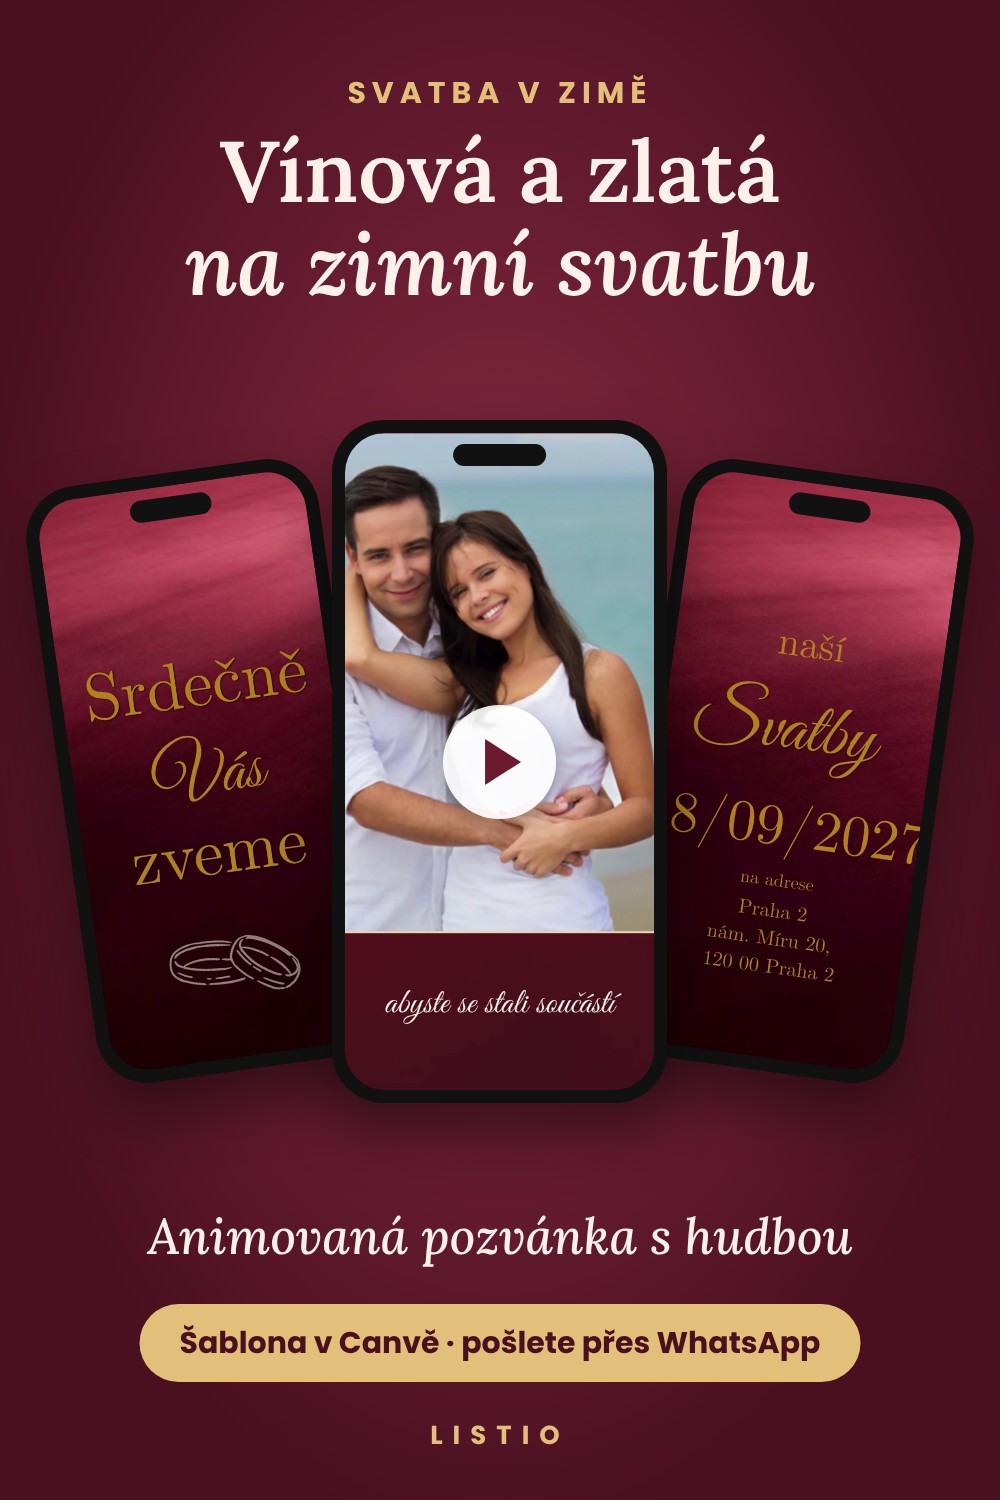 SVATBA V ZIMĚ
Vínová a zlatá
na zimní svatbu
Srdečně
Vás
zveme
abyste se stali součástí
naší
Svatby
8/09/2027
na adrese
Praha 2
nám. Míru 20,
120 00 Praha 2
Animovaná pozvánka s hudbou
Šablona v Canvě · pošlete přes WhatsApp
LISTIO